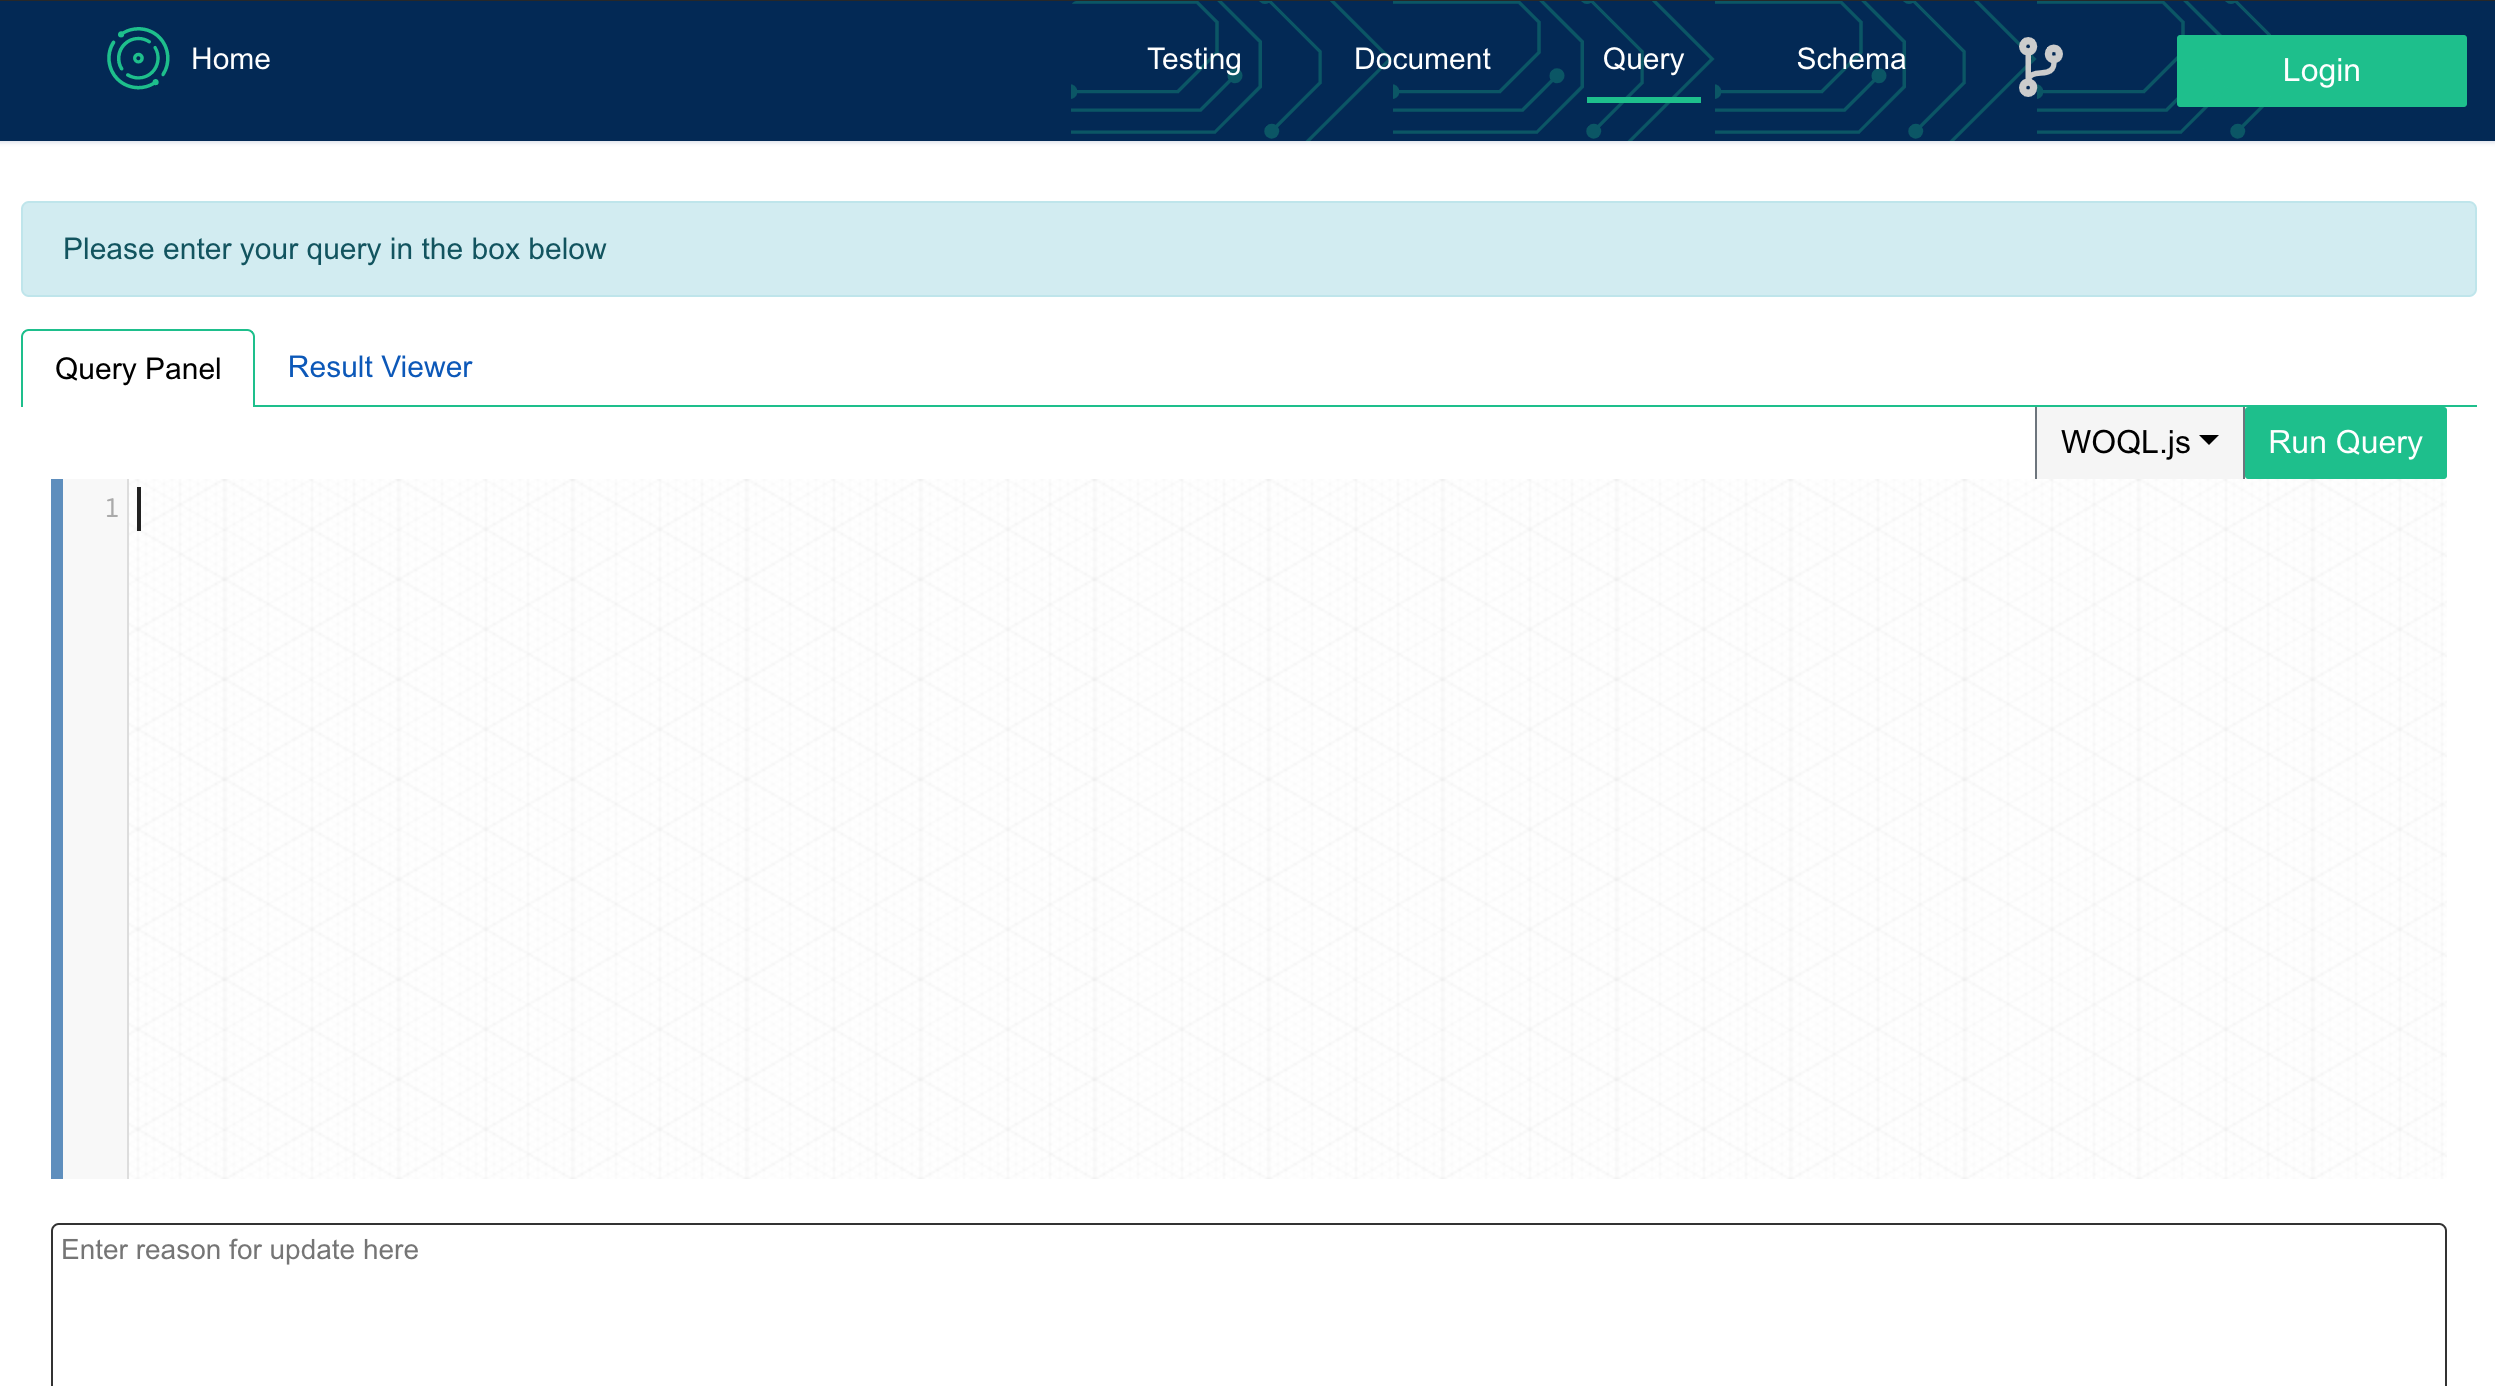 Home Testing Document Query Schema Login
Please enter your query in the box below
Query Panel Result Viewer
WOQL.js Run Query
1
Enter reason for update here